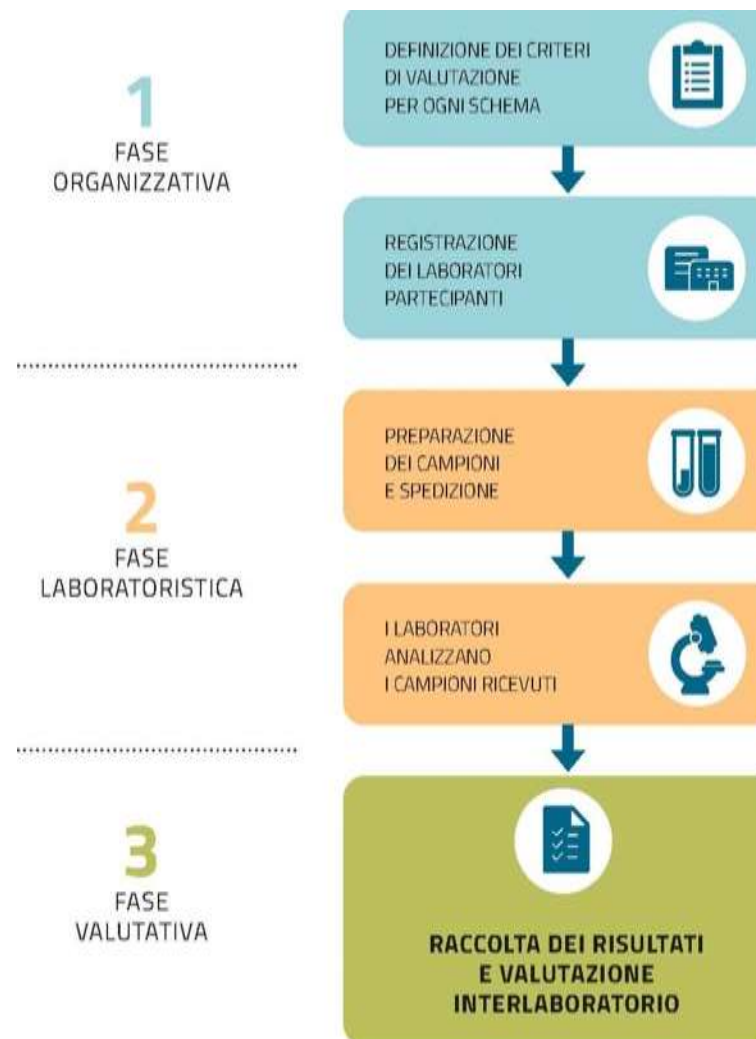 1
FASE
ORGANIZZATIVA
DEFINIZIONE DEI CRITERI
DI VALUTAZIONE
PER OGNI SCHEMA
REGISTRAZIONE
DEI LABORATORI
PARTECIPANTI
2
FASE
LABORATORISTICA
PREPARAZIONE
DEI CAMPIONI
E SPEDIZIONE
I LABORATORI
ANALIZZANO
I CAMPIONI RICEVUTI
3
FASE
VALUTATIVA
RACCOLTA DEI RISULTATI
E VALUTAZIONE
INTERLABORATORIO